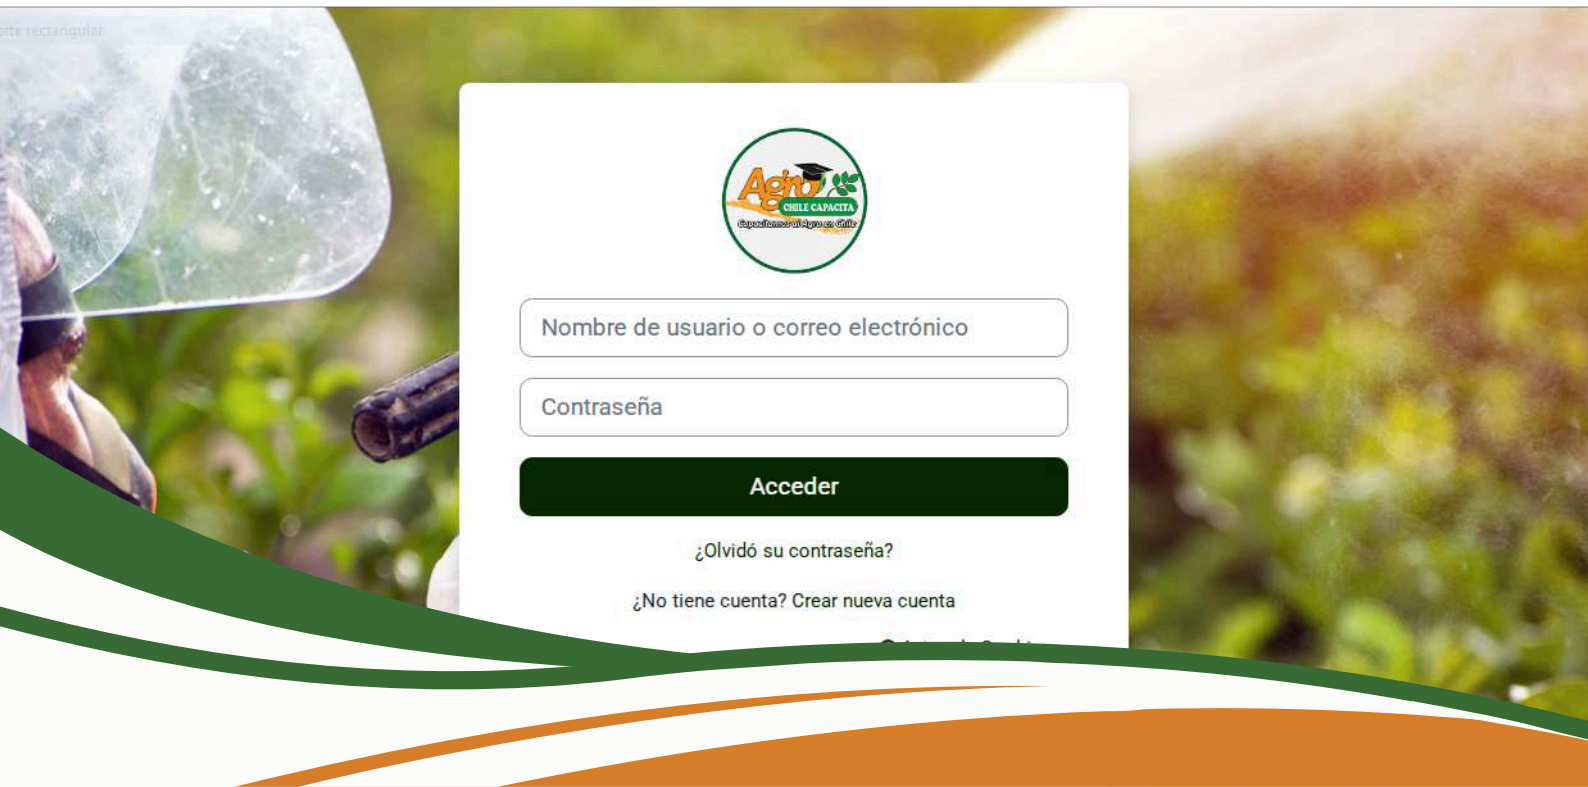 rectangular
Agro
CHILE CAPACITA
Capacitamos al Agro en Chile
Nombre de usuario o correo electrónico
Contraseña
Acceder
¿Olvidó su contraseña?
¿No tiene cuenta? Crear nueva cuenta